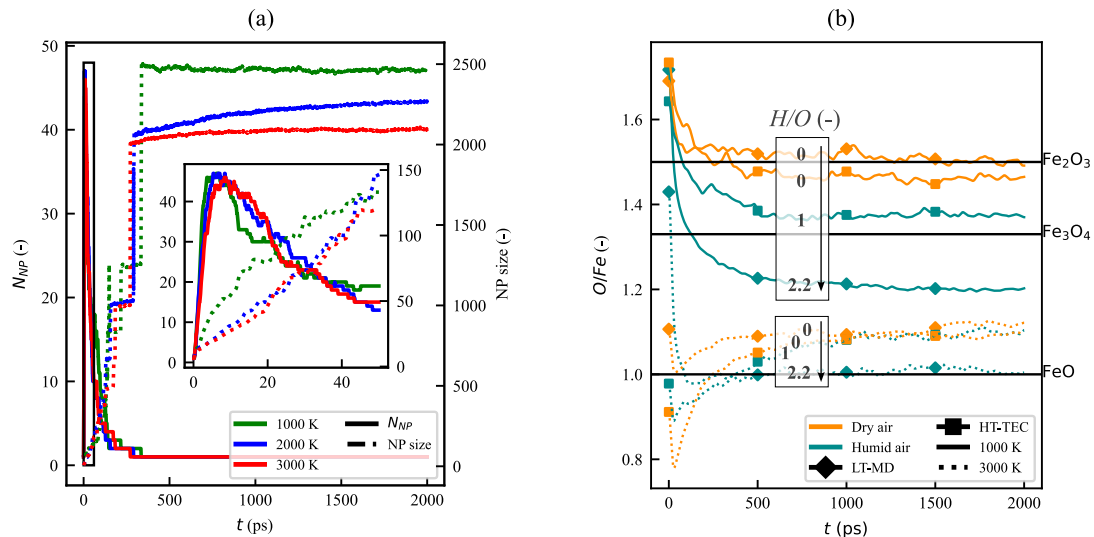 (a)
50
40
30
20
10
0
N_NP (-)
2500
2000
1500
1000
500
0
NP size (-)
40
30
20
10
0
150
100
50
0
0
20
40
1000 K
2000 K
3000 K
N_NP
NP size
0
500
1000
1500
2000
t (ps)
(b)
1.6
1.4
1.2
1.0
0.8
O/Fe (-)
H/O (-)
0
0
1
2.2
0
0
1
2.2
Fe₂O₃
Fe₃O₄
FeO
Dry air
Humid air
LT-MD
HT-TEC
1000 K
3000 K
0
500
1000
1500
2000
t (ps)